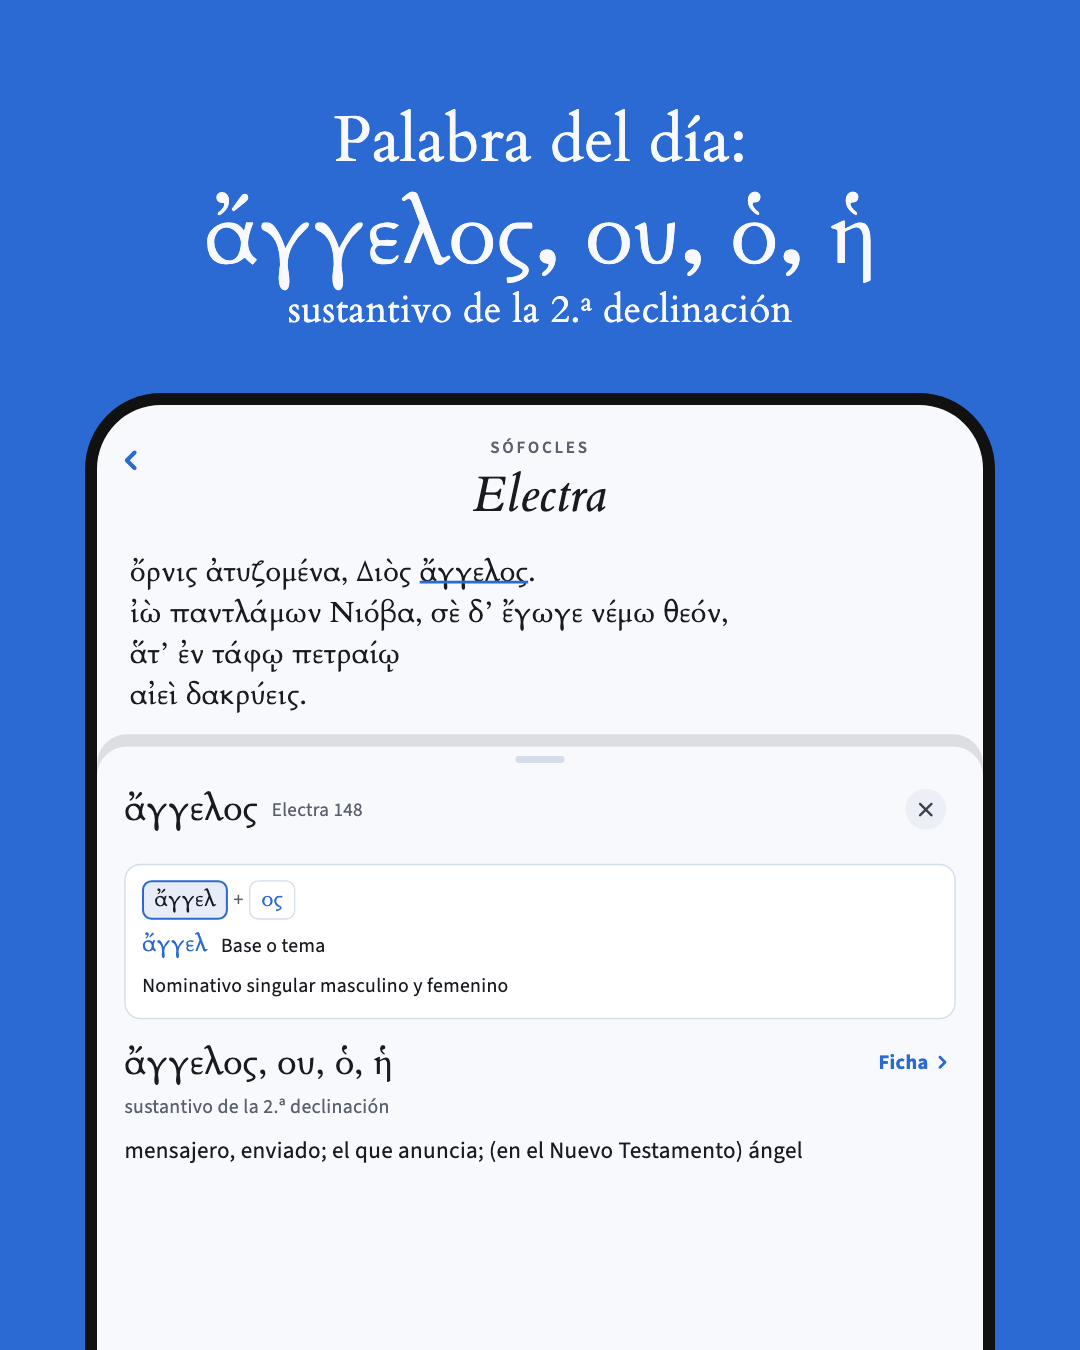 Palabra del día:
ἄγγελος, ου, ὁ, ἡ
sustantivo de la 2.ª declinación
SÓFOCLES
Electra
ὄρνις ἀτυζομένα, Διὸς ἄγγελος.
ἰὼ παντλάμων Νιόβα, σὲ δ’ ἔγωγε νέμω θεόν,
ἅτ’ ἐν τάφῳ πετραίῳ
αἰεὶ δακρύεις.
ἄγγελος Electra 148
ἄγγελ + ος
ἄγγελ Base o tema
Nominativo singular masculino y femenino
ἄγγελος, ου, ὁ, ἡ Ficha
sustantivo de la 2.ª declinación
mensajero, enviado; el que anuncia; (en el Nuevo Testamento) ángel